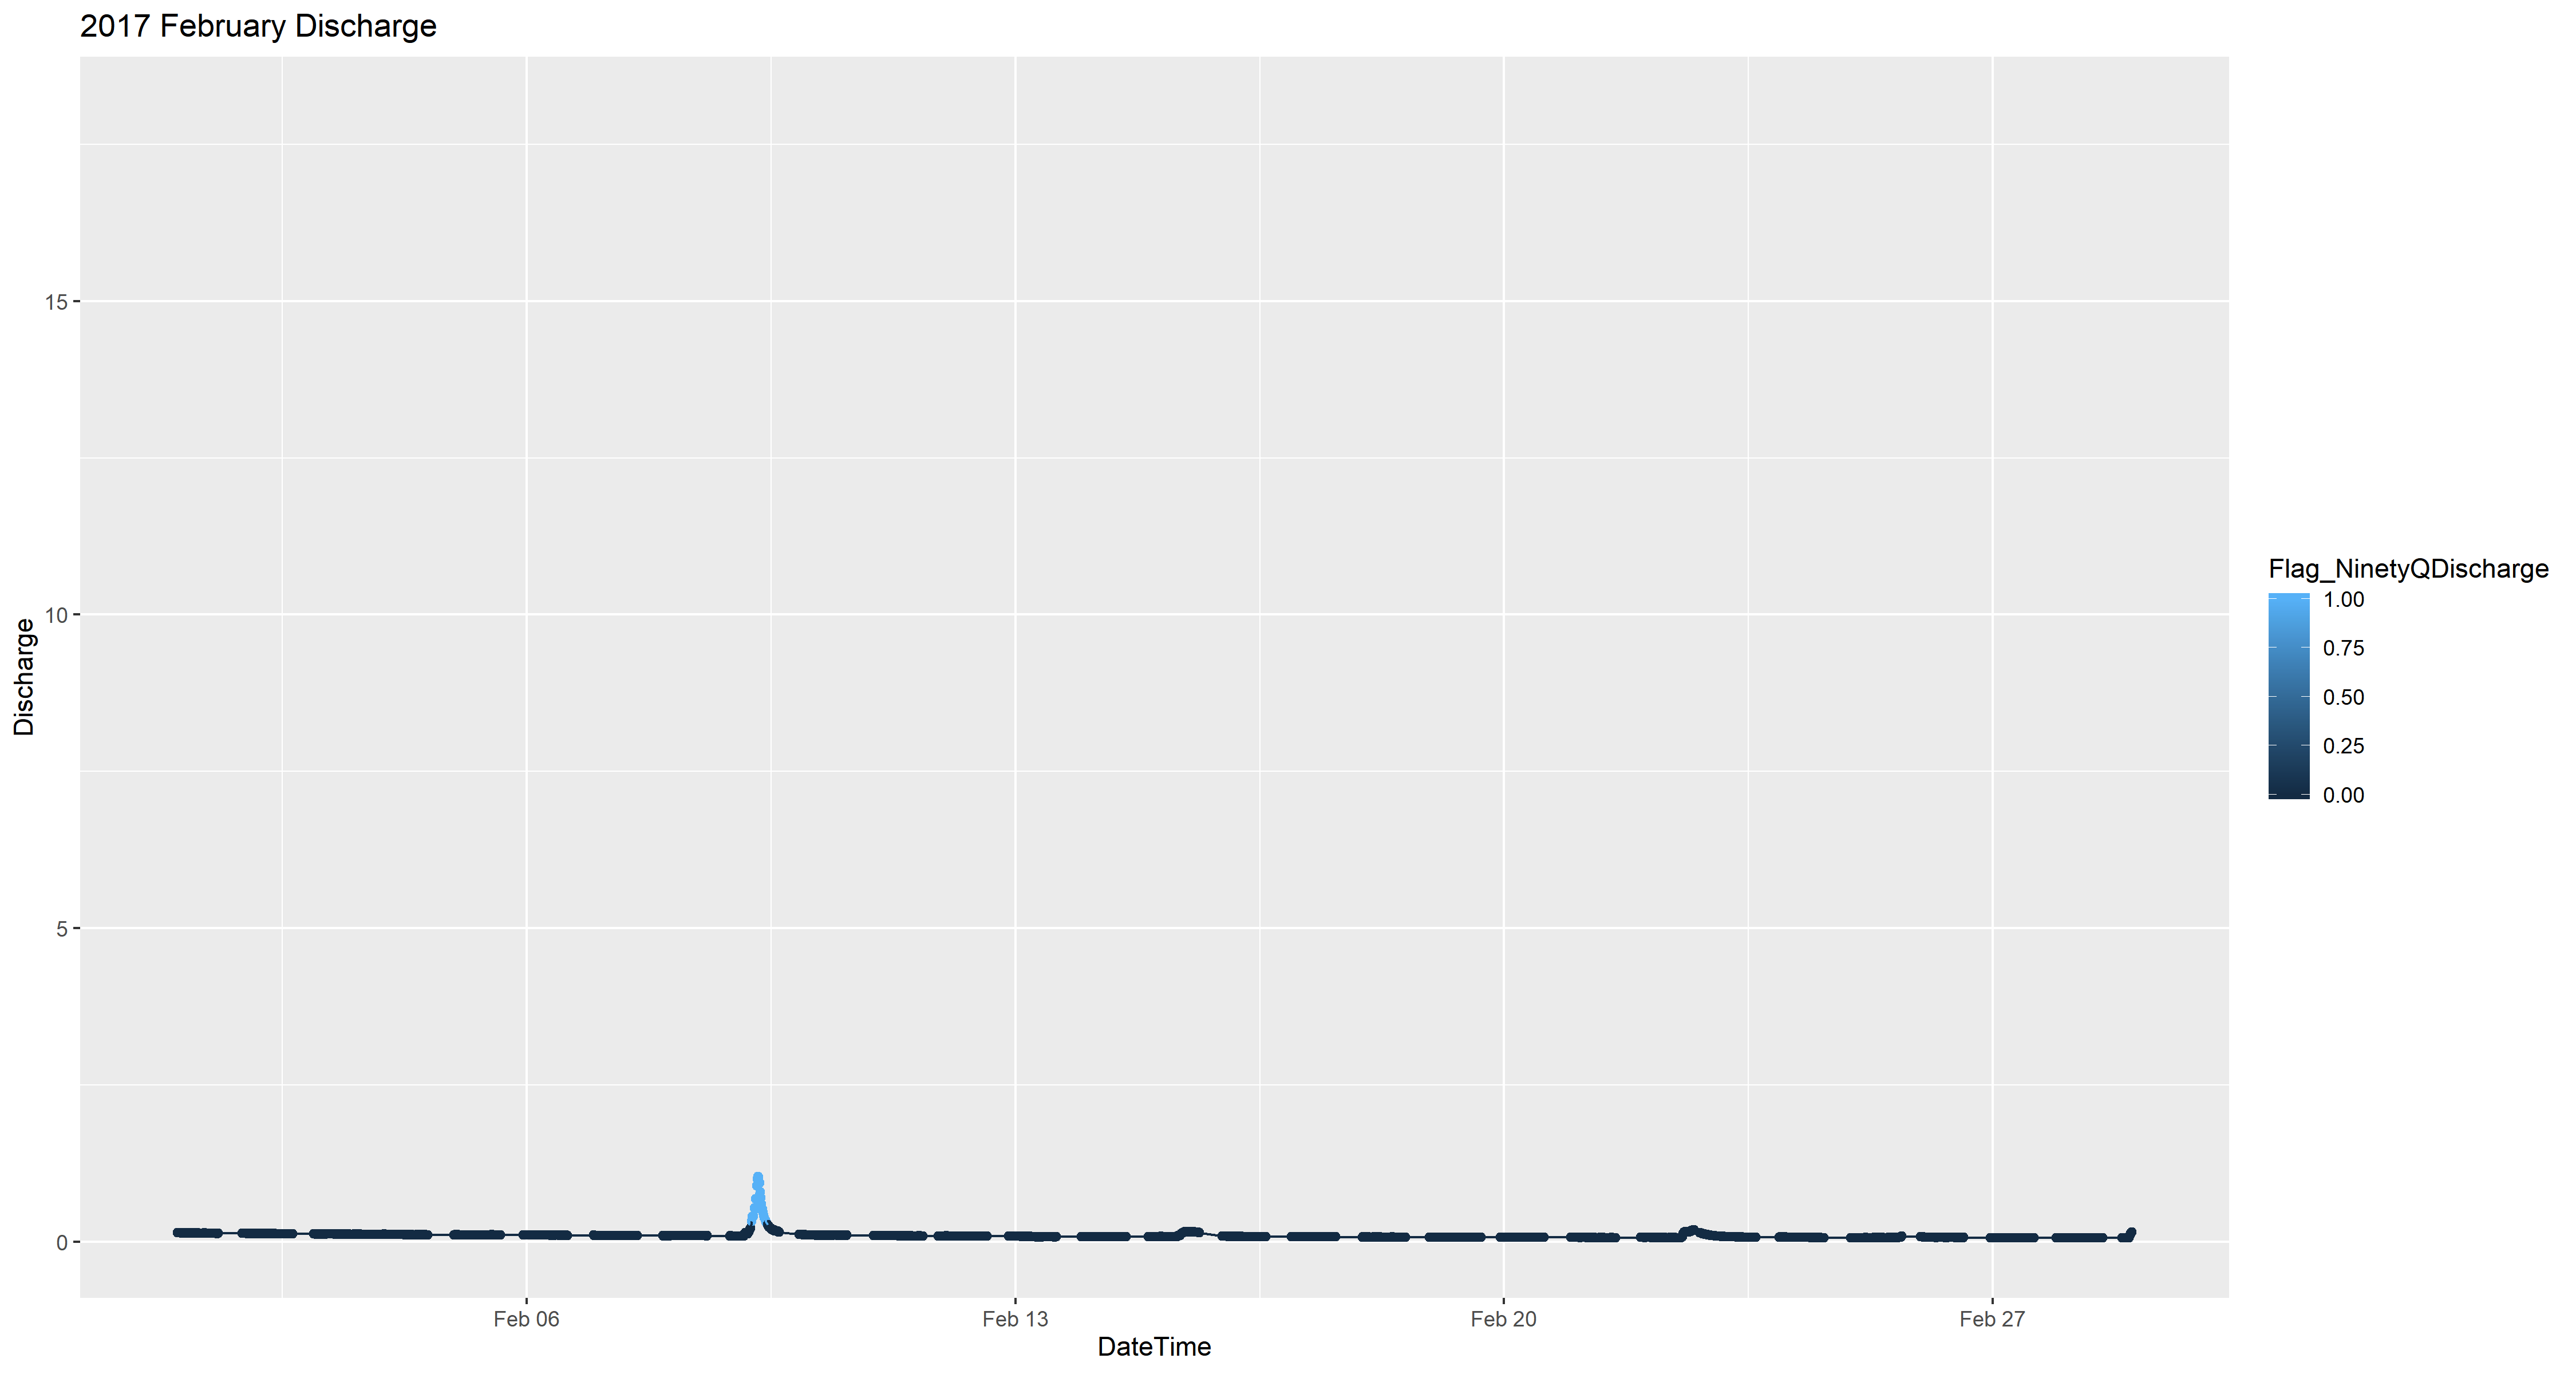 2017 February Discharge
15
10
5
0
Discharge
Feb 06
Feb 13
Feb 20
Feb 27
DateTime
Flag_NinetyQDischarge
1.00
0.75
0.50
0.25
0.00